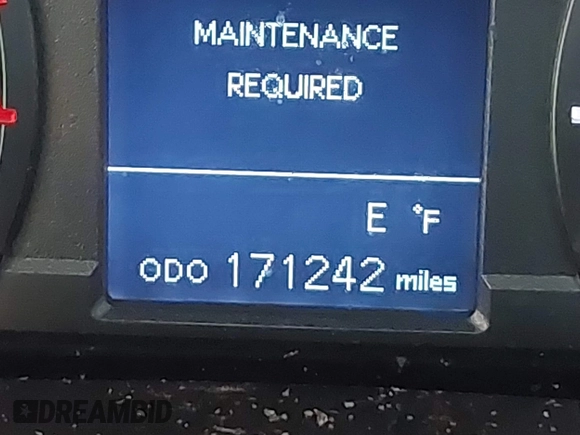 MAINTENANCE
REQUIRED
E °F
ODO 171242 miles
DREAMBID